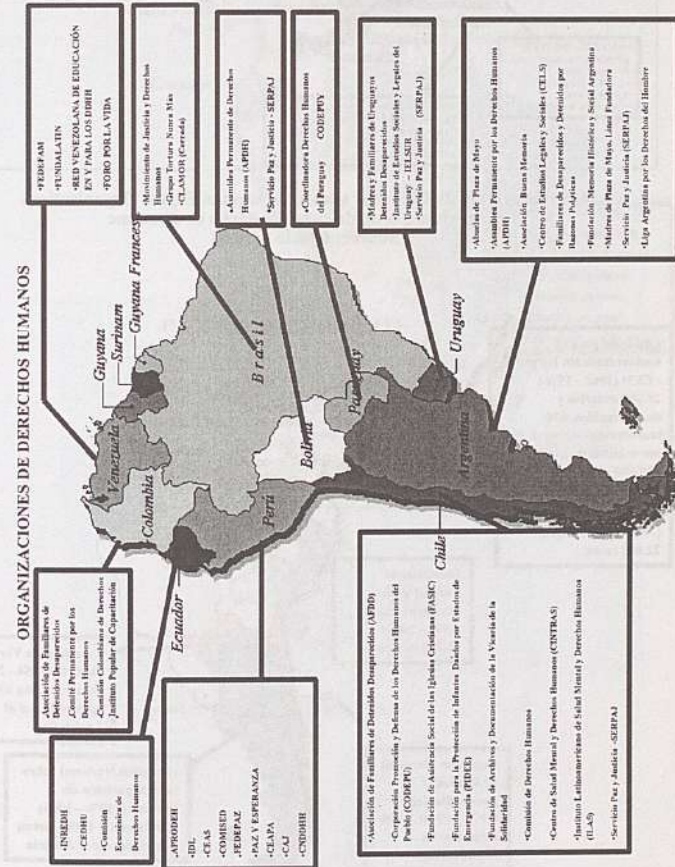 ORGANIZACIONES DE DERECHOS HUMANOS
•Asociación de Familiares de
Detenidos Desaparecidos
•Comité Permanente por los
Derechos Humanos
•Comisión Colombiana de Derechos
Instituto Popular de Capacitación
•INREDH
•CEDHU
•Comisión
Ecuménica de
Derechos Humanos
•APRODEH
•IDL
•CEAS
•COMISED
•FEDEPAZ
•PAZ Y ESPERANZA
•CEAPA
•CAJ
•CNDDHH
•Asociación de Familiares de Detenidos Desaparecidos (AFDD)
•Corporación Promoción y Defensa de los Derechos Humanos del
Pueblo (CODEPU)
•Fundación de Asistencia Social de las Iglesias Cristianas (FASIC)
•Fundación para la Protección de Infantes Dañados por Estados de
Emergencia (PIDEE)
•Fundación de Archivos y Documentación de la Vicaría de la
Solidaridad
•Comisión de Derechos Humanos
•Centro de Salud Mental y Derechos Humanos (CINTRAS)
•Instituto Latinoamericano de Salud Mental y Derechos Humanos
(ILAS)
•Servicio Paz y Justicia -SERPAJ
Venezuela
Guyana
Surinam
Guyana Frances
Colombia
Ecuador
Perú
Brasil
Bolivia
Paraguay
Chile
Argentina
Uruguay
•FEDEFAM
•FUNDALATIN
•RED VENEZOLANA DE EDUCACIÓN
EN Y PARA LOS DDHH
•FORO POR LA VIDA
•Movimiento de Justicia y Derechos
Humanos
•Grupo Tortura Nunca Mas
•CLAMOR (Cerrada)
•Asamblea Permanente de Derechos
Humanos (APDH)
•Servicio Paz y Justicia - SERPAJ
•Coordinadora Derechos Humanos
del Paraguay CODEPUY
•Madres y Familiares de Uruguayos
Detenidos Desaparecidos
•Instituto de Estudios Sociales y Legales del
Uruguay – IELSUR
•Servicio Paz y Justicia (SERPAJ)
•Abuelas de Plaza de Mayo
•Asamblea Permanente por los Derechos Humanos
(APDH)
•Asociación Buena Memoria
•Centro de Estudios Legales y Sociales (CELS)
•Familiares de Desaparecidos y Detenidos por
Razones Políticas
•Fundación Memoria Histórica y Social Argentina
•Madres de Plaza de Mayo, Línea Fundadora
•Servicio Paz y Justicia (SERPAJ)
•Liga Argentina por los Derechos del Hombre